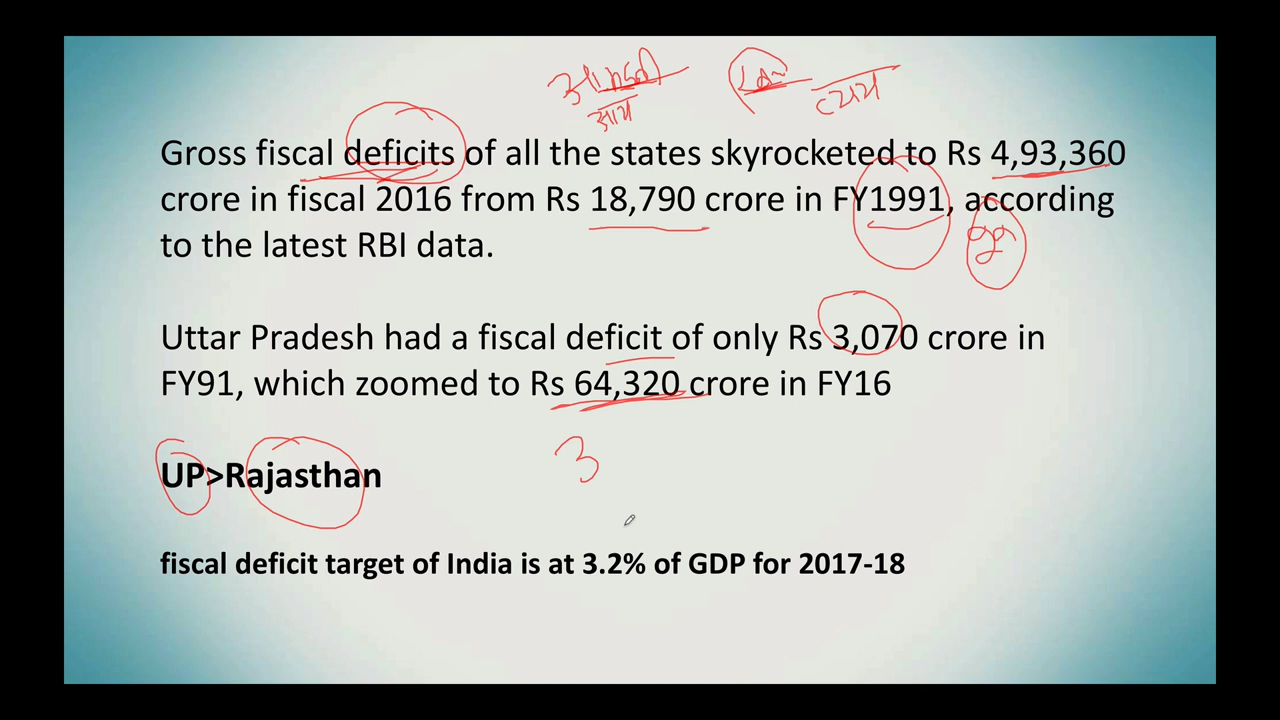 आमदनी
आय
व्यय
Gross fiscal deficits of all the states skyrocketed to Rs 4,93,360
crore in fiscal 2016 from Rs 18,790 crore in FY1991, according
to the latest RBI data.
Uttar Pradesh had a fiscal deficit of only Rs 3,070 crore in
FY91, which zoomed to Rs 64,320 crore in FY16
UP>Rajasthan
3
fiscal deficit target of India is at 3.2% of GDP for 2017-18